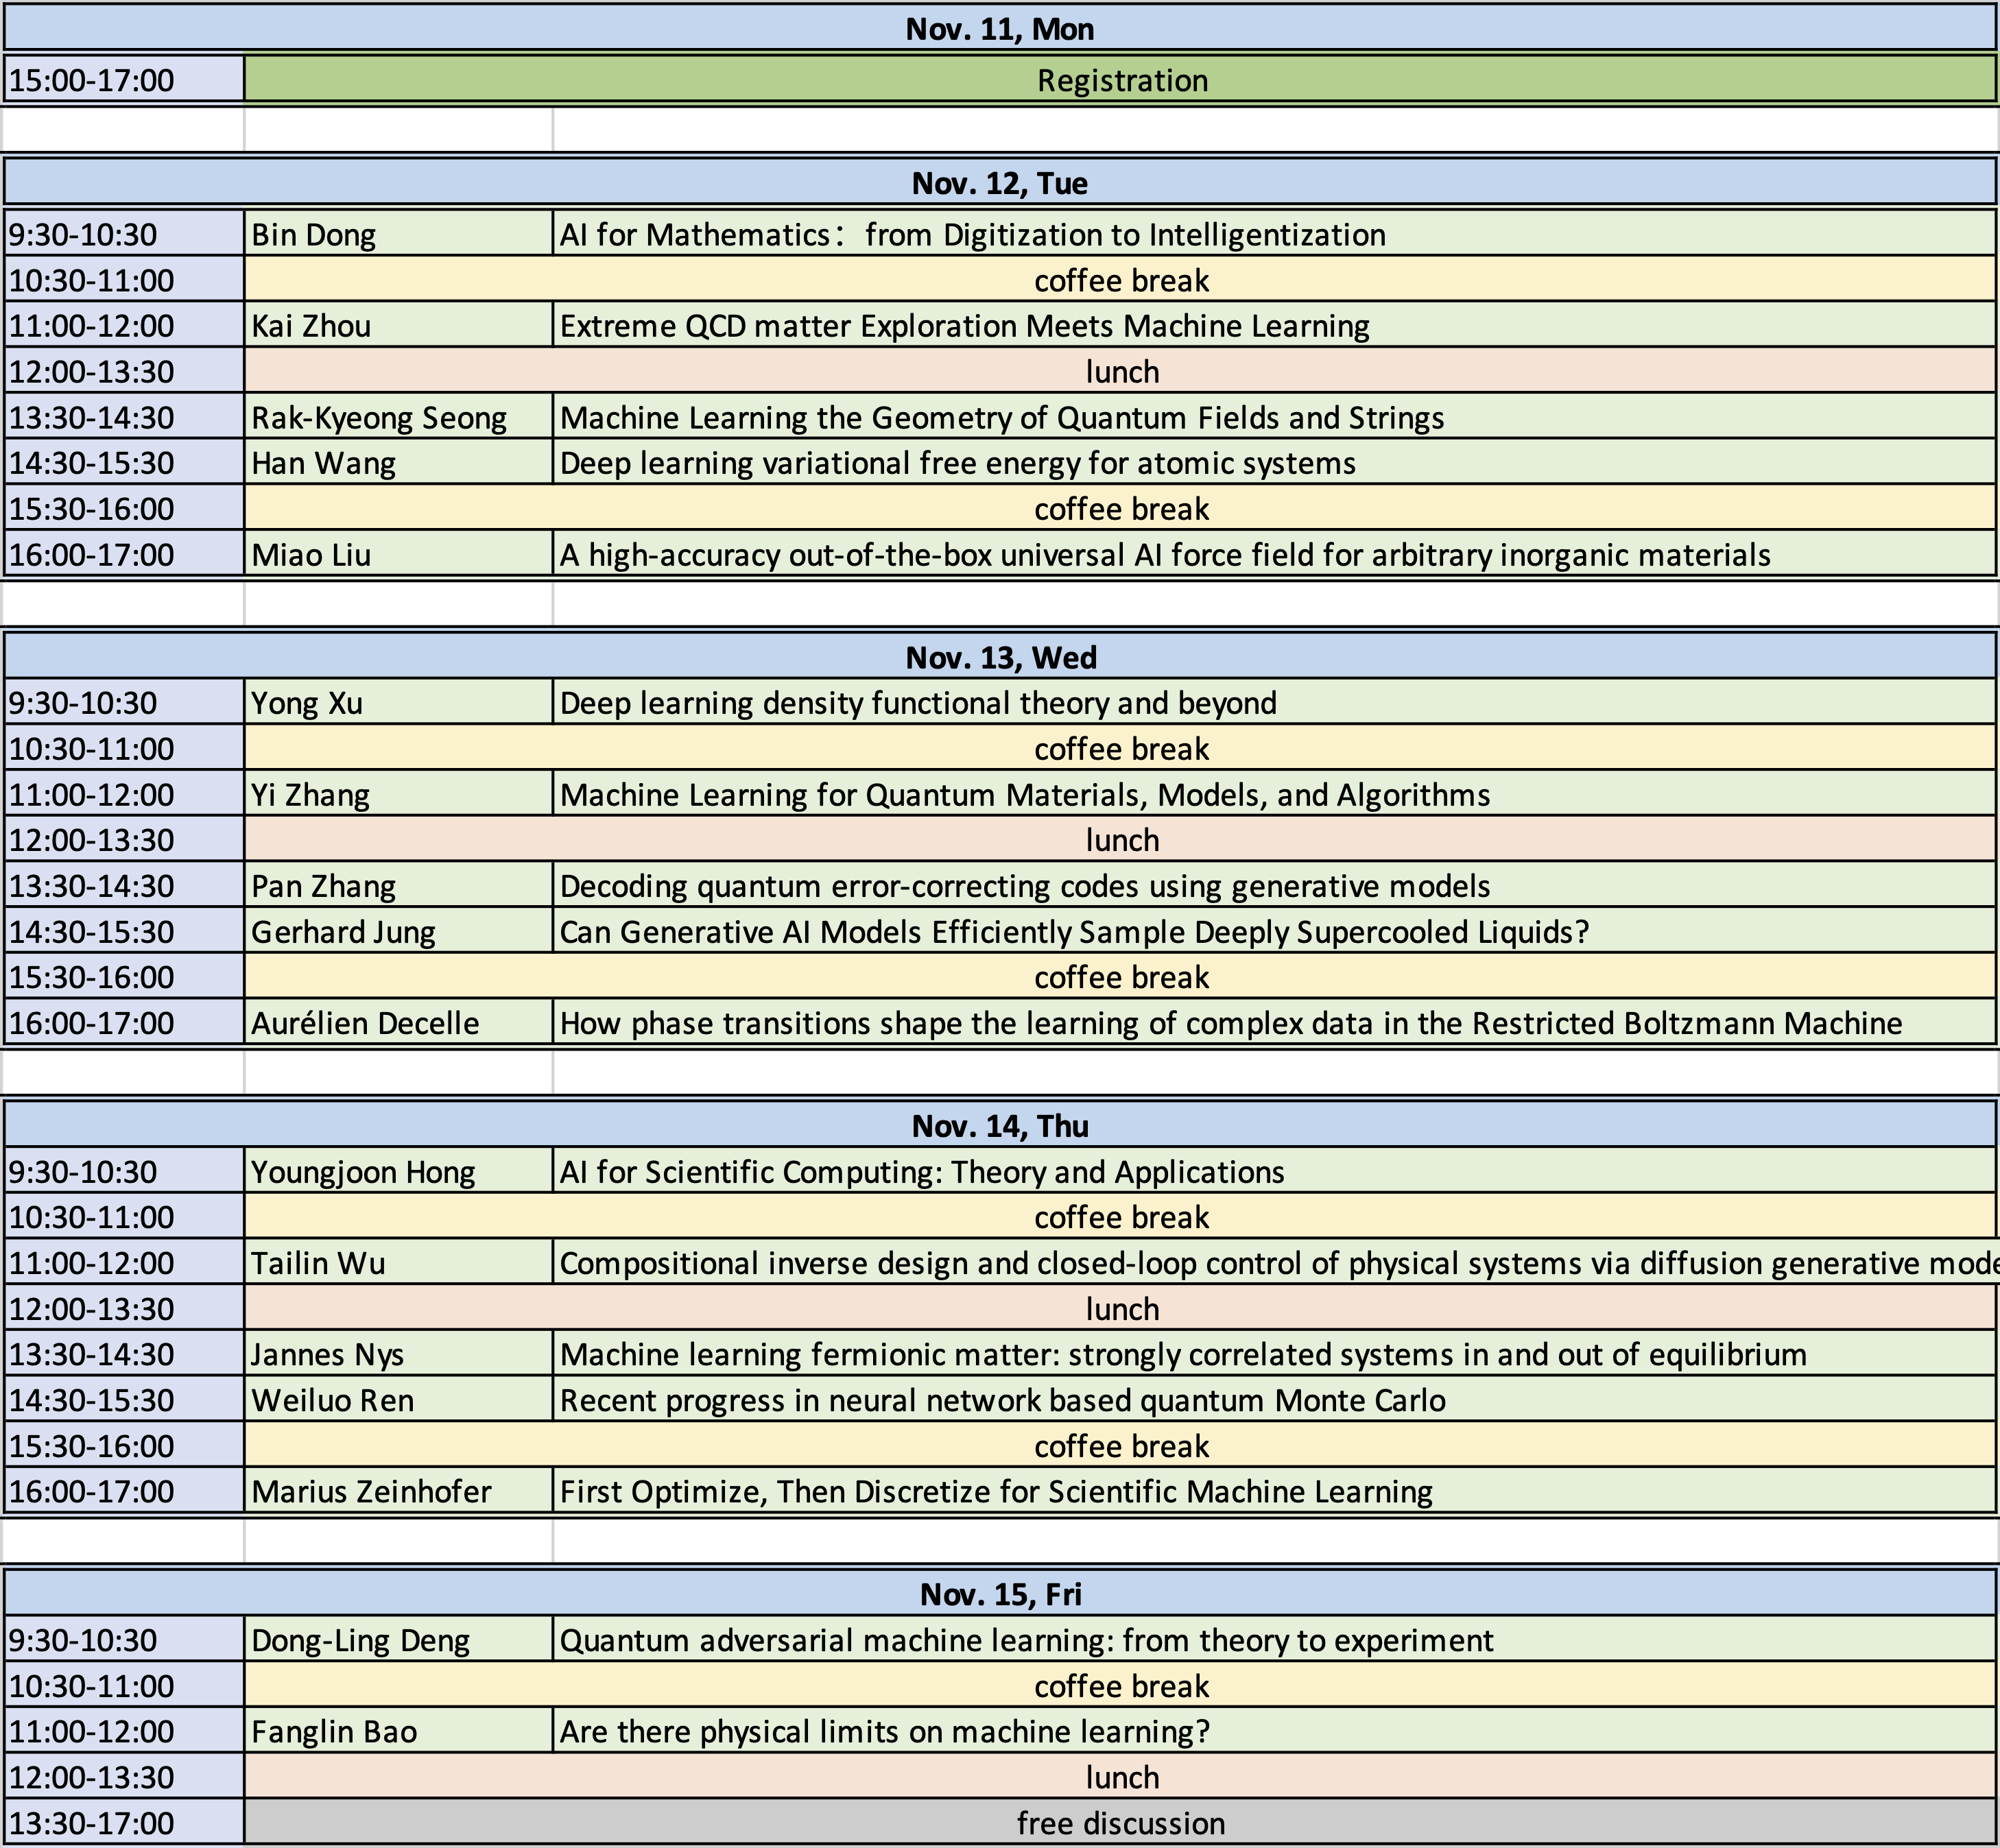 Nov. 11, Mon
15:00-17:00 Registration
Nov. 12, Tue
9:30-10:30 Bin Dong AI for Mathematics：from Digitization to Intelligentization
10:30-11:00 coffee break
11:00-12:00 Kai Zhou Extreme QCD matter Exploration Meets Machine Learning
12:00-13:30 lunch
13:30-14:30 Rak-Kyeong Seong Machine Learning the Geometry of Quantum Fields and Strings
14:30-15:30 Han Wang Deep learning variational free energy for atomic systems
15:30-16:00 coffee break
16:00-17:00 Miao Liu A high-accuracy out-of-the-box universal AI force field for arbitrary inorganic materials
Nov. 13, Wed
9:30-10:30 Yong Xu Deep learning density functional theory and beyond
10:30-11:00 coffee break
11:00-12:00 Yi Zhang Machine Learning for Quantum Materials, Models, and Algorithms
12:00-13:30 lunch
13:30-14:30 Pan Zhang Decoding quantum error-correcting codes using generative models
14:30-15:30 Gerhard Jung Can Generative AI Models Efficiently Sample Deeply Supercooled Liquids?
15:30-16:00 coffee break
16:00-17:00 Aurélien Decelle How phase transitions shape the learning of complex data in the Restricted Boltzmann Machine
Nov. 14, Thu
9:30-10:30 Youngjoon Hong AI for Scientific Computing: Theory and Applications
10:30-11:00 coffee break
11:00-12:00 Tailin Wu Compositional inverse design and closed-loop control of physical systems via diffusion generative mode
12:00-13:30 lunch
13:30-14:30 Jannes Nys Machine learning fermionic matter: strongly correlated systems in and out of equilibrium
14:30-15:30 Weiluo Ren Recent progress in neural network based quantum Monte Carlo
15:30-16:00 coffee break
16:00-17:00 Marius Zeinhofer First Optimize, Then Discretize for Scientific Machine Learning
Nov. 15, Fri
9:30-10:30 Dong-Ling Deng Quantum adversarial machine learning: from theory to experiment
10:30-11:00 coffee break
11:00-12:00 Fanglin Bao Are there physical limits on machine learning?
12:00-13:30 lunch
13:30-17:00 free discussion